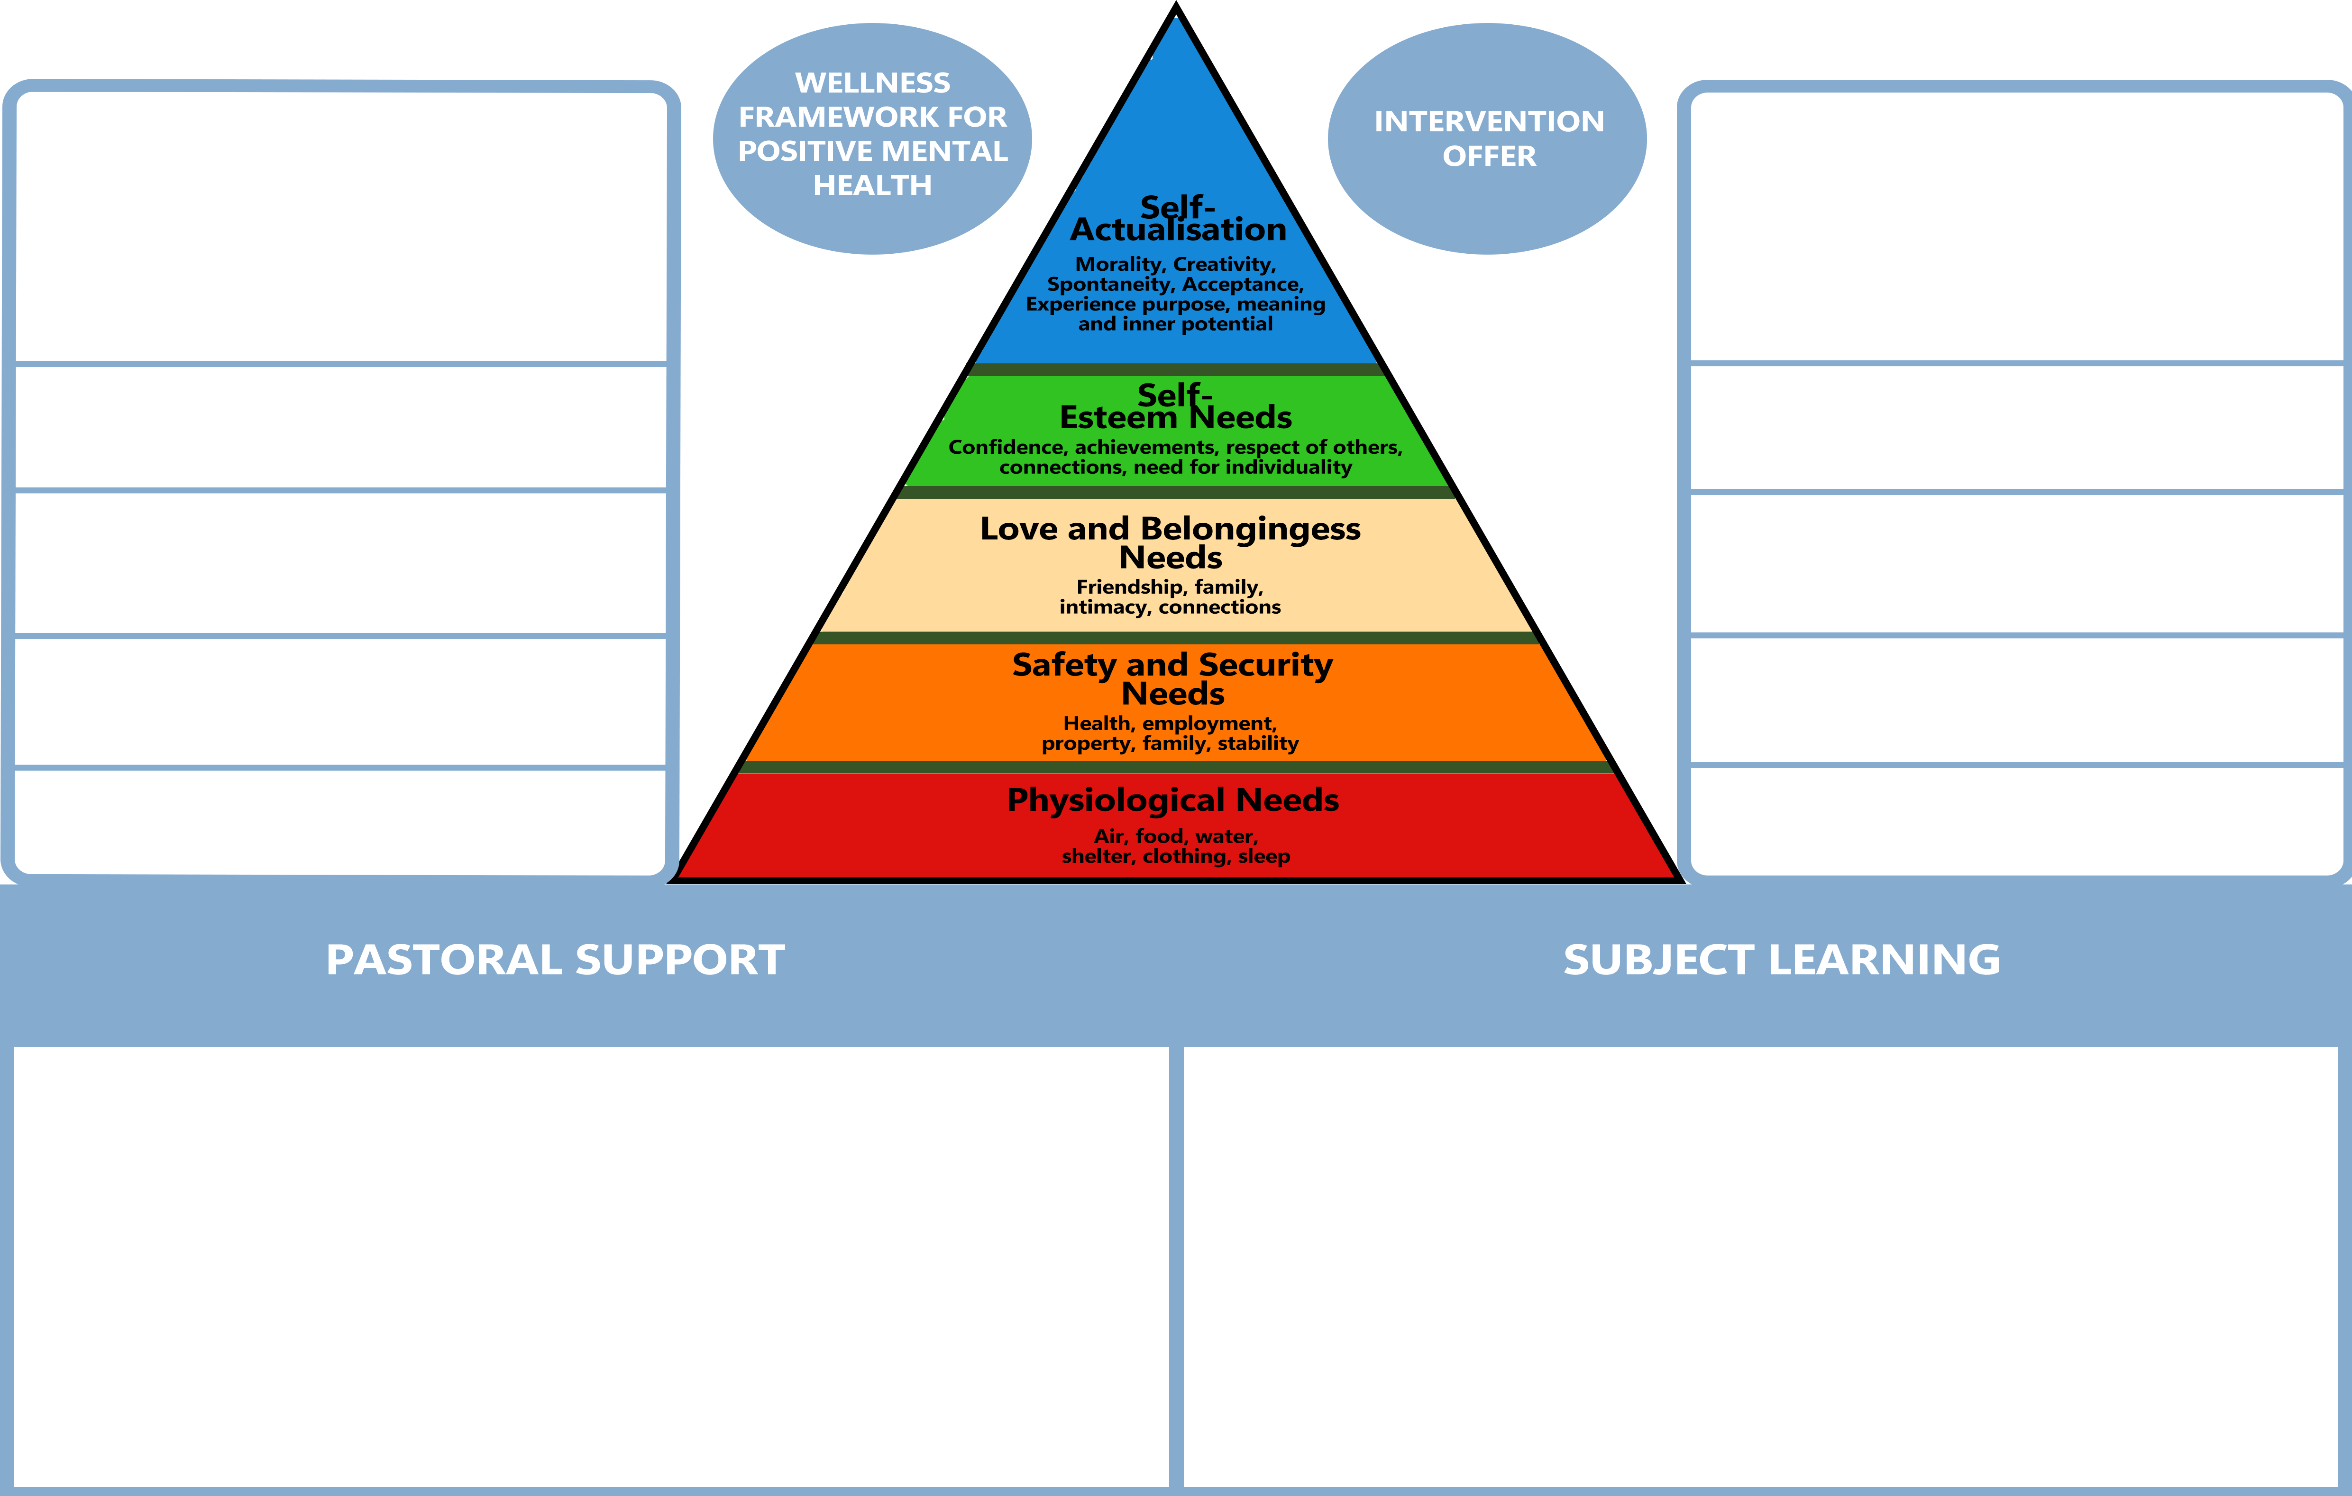 WELLNESS
FRAMEWORK FOR
POSITIVE MENTAL
HEALTH
INTERVENTION
OFFER
Self-
Actualisation
Morality, Creativity,
Spontaneity, Acceptance,
Experience purpose, meaning
and inner potential
Self-
Esteem Needs
Confidence, achievements, respect of others,
connections, need for individuality
Love and Belongingess
Needs
Friendship, family,
intimacy, connections
Safety and Security
Needs
Health, employment,
property, family, stability
Physiological Needs
Air, food, water,
shelter, clothing, sleep
PASTORAL SUPPORT
SUBJECT LEARNING